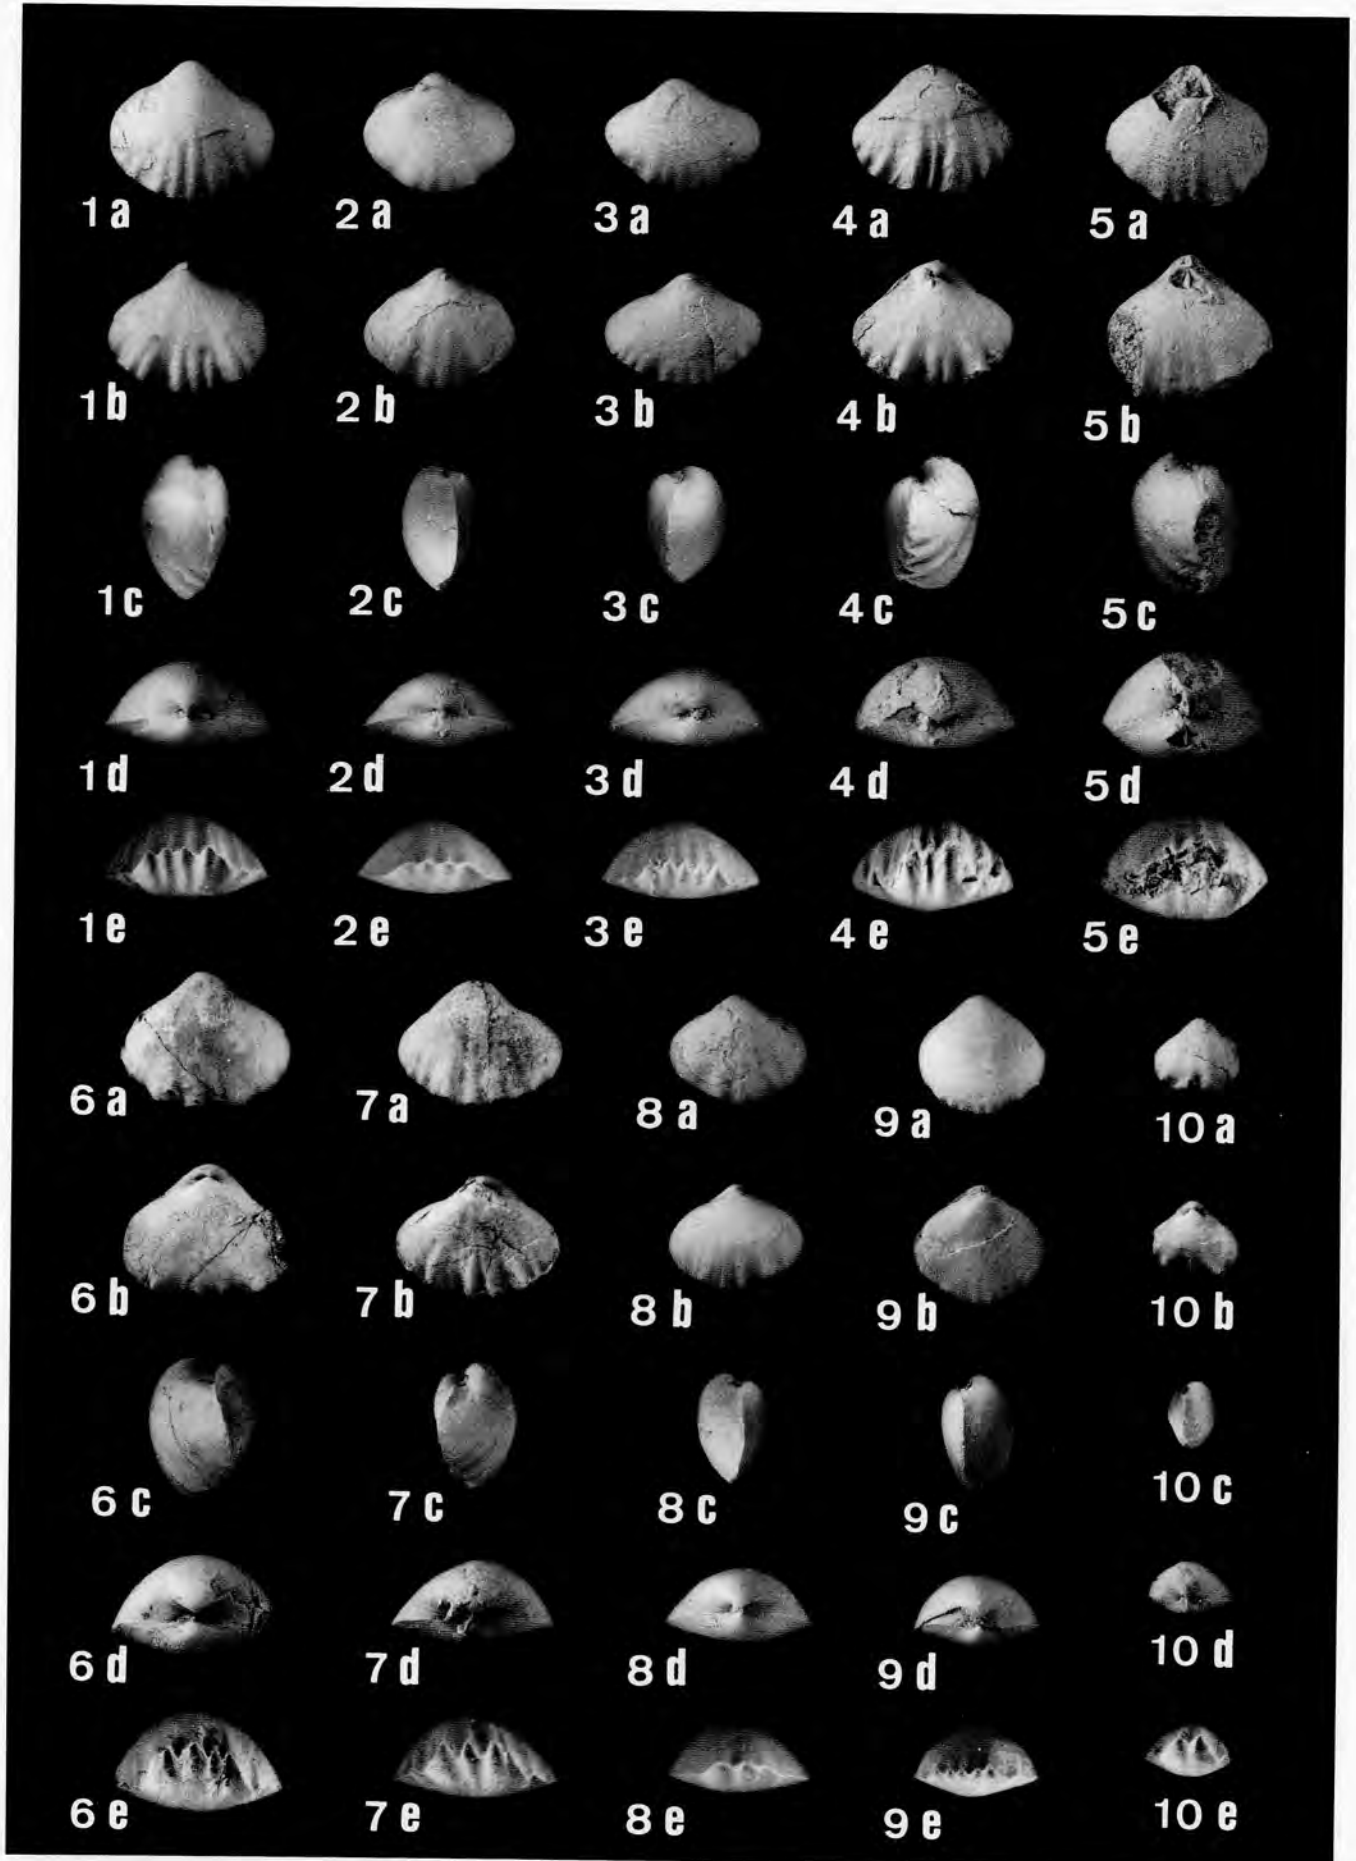 1a 2a 3a 4a 5a
1b 2b 3b 4b 5b
1c 2c 3c 4c 5c
1d 2d 3d 4d 5d
1e 2e 3e 4e 5e
6a 7a 8a 9a 10a
6b 7b 8b 9b 10b
6c 7c 8c 9c 10c
6d 7d 8d 9d 10d
6e 7e 8e 9e 10e